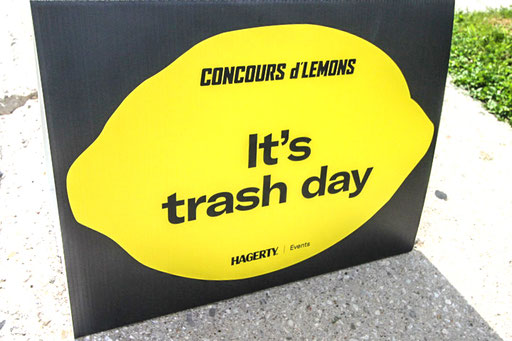 CONCOURS d'LEMONS
It's
trash day
HAGERTY | Events